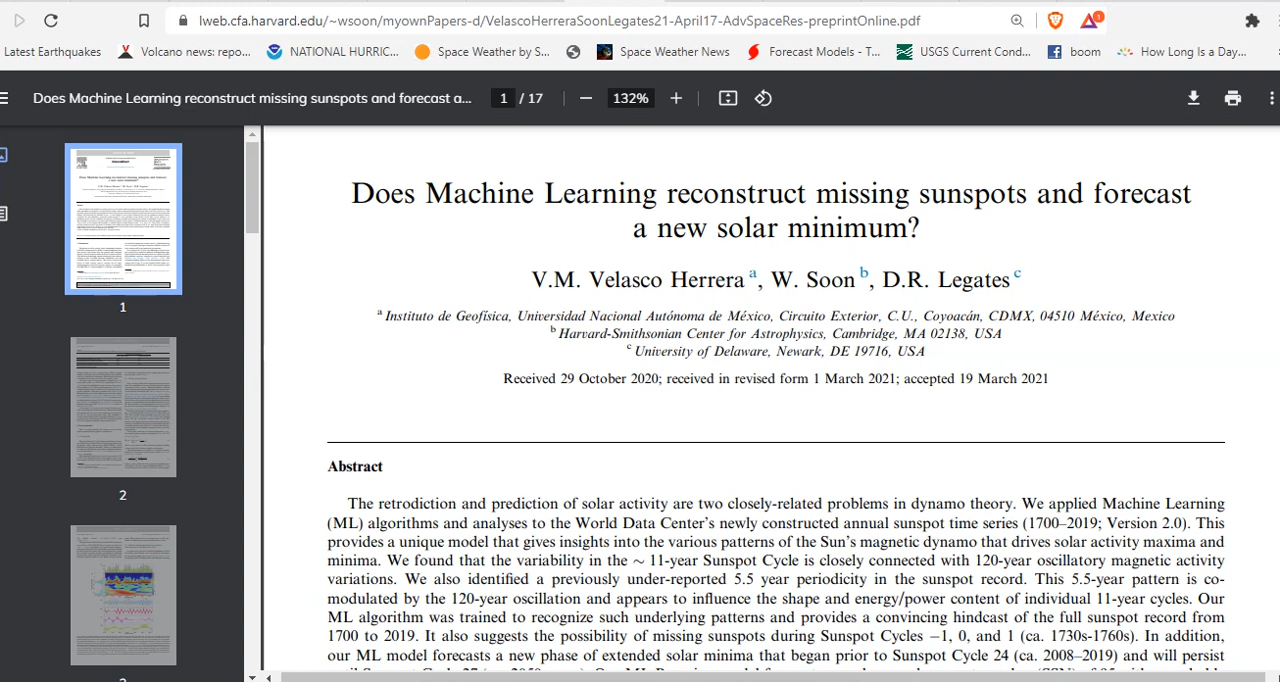 lweb.cfa.harvard.edu/~wsoon/myownPapers-d/VelascoHerreraSoonLegates21-April17-AdvSpaceRes-preprintOnline.pdf
1
Latest Earthquakes Volcano news: repo... NATIONAL HURRIC... Space Weather by S... Space Weather News Forecast Models - T... USGS Current Cond... boom How Long Is a Day...
Does Machine Learning reconstruct missing sunspots and forecast a... 1 / 17 132%
Does Machine Learning reconstruct missing sunspots and forecast
a new solar minimum?
V.M. Velasco Herrera a, W. Soon b, D.R. Legates c
a Instituto de Geofísica, Universidad Nacional Autónoma de México, Circuito Exterior, C.U., Coyoacán, CDMX, 04510 México, Mexico
b Harvard-Smithsonian Center for Astrophysics, Cambridge, MA 02138, USA
c University of Delaware, Newark, DE 19716, USA
Received 29 October 2020; received in revised form 1 March 2021; accepted 19 March 2021
Abstract
The retrodiction and prediction of solar activity are two closely-related problems in dynamo theory. We applied Machine Learning
(ML) algorithms and analyses to the World Data Center's newly constructed annual sunspot time series (1700–2019; Version 2.0). This
provides a unique model that gives insights into the various patterns of the Sun's magnetic dynamo that drives solar activity maxima and
minima. We found that the variability in the ~ 11-year Sunspot Cycle is closely connected with 120-year oscillatory magnetic activity
variations. We also identified a previously under-reported 5.5 year periodicity in the sunspot record. This 5.5-year pattern is co-
modulated by the 120-year oscillation and appears to influence the shape and energy/power content of individual 11-year cycles. Our
ML algorithm was trained to recognize such underlying patterns and provides a convincing hindcast of the full sunspot record from
1700 to 2019. It also suggests the possibility of missing sunspots during Sunspot Cycles −1, 0, and 1 (ca. 1730s-1760s). In addition,
our ML model forecasts a new phase of extended solar minima that began prior to Sunspot Cycle 24 (ca. 2008–2019) and will persist
1
2